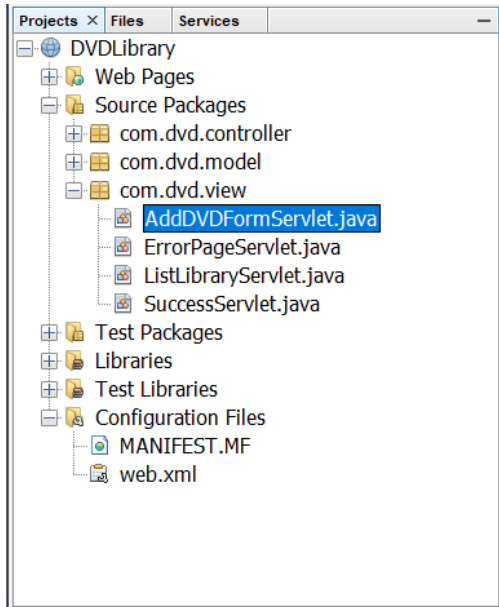 Projects × Files Services
DVDLibrary
Web Pages
Source Packages
com.dvd.controller
com.dvd.model
com.dvd.view
AddDVDFormServlet.java
ErrorPageServlet.java
ListLibraryServlet.java
SuccessServlet.java
Test Packages
Libraries
Test Libraries
Configuration Files
MANIFEST.MF
web.xml